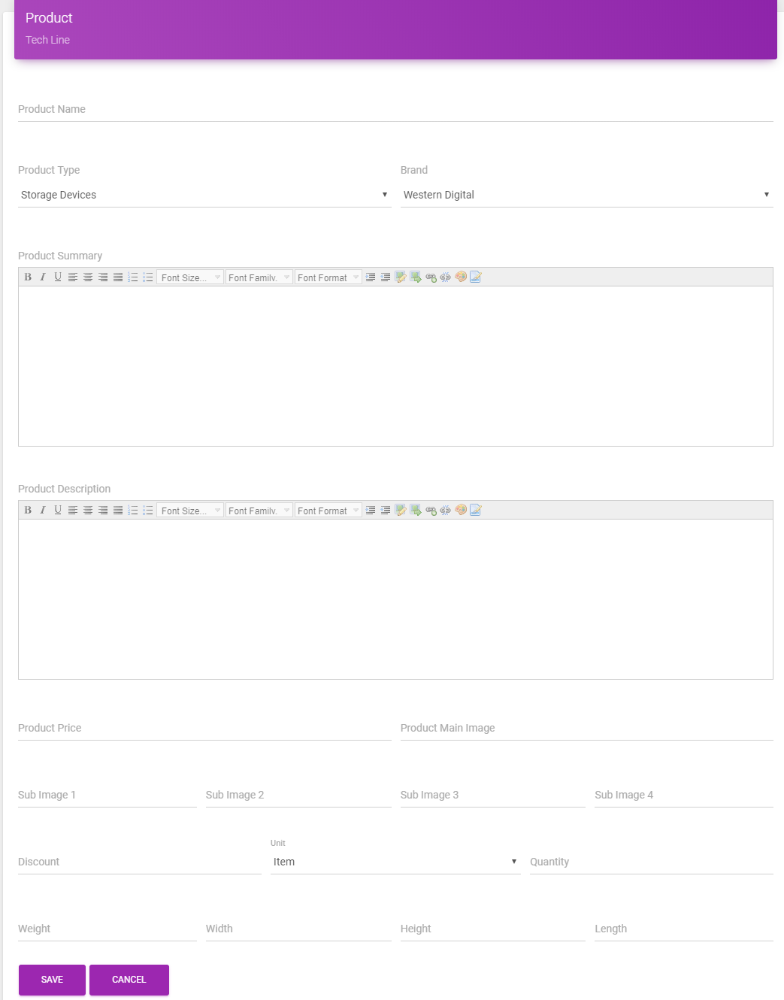 Product
Tech Line
Product Name
Product Type Brand
Storage Devices Western Digital
Product Summary
B I U Font Size... Font Family. Font Format
Product Description
B I U Font Size... Font Family. Font Format
Product Price Product Main Image
Sub Image 1 Sub Image 2 Sub Image 3 Sub Image 4
Unit
Discount Item Quantity
Weight Width Height Length
SAVE CANCEL